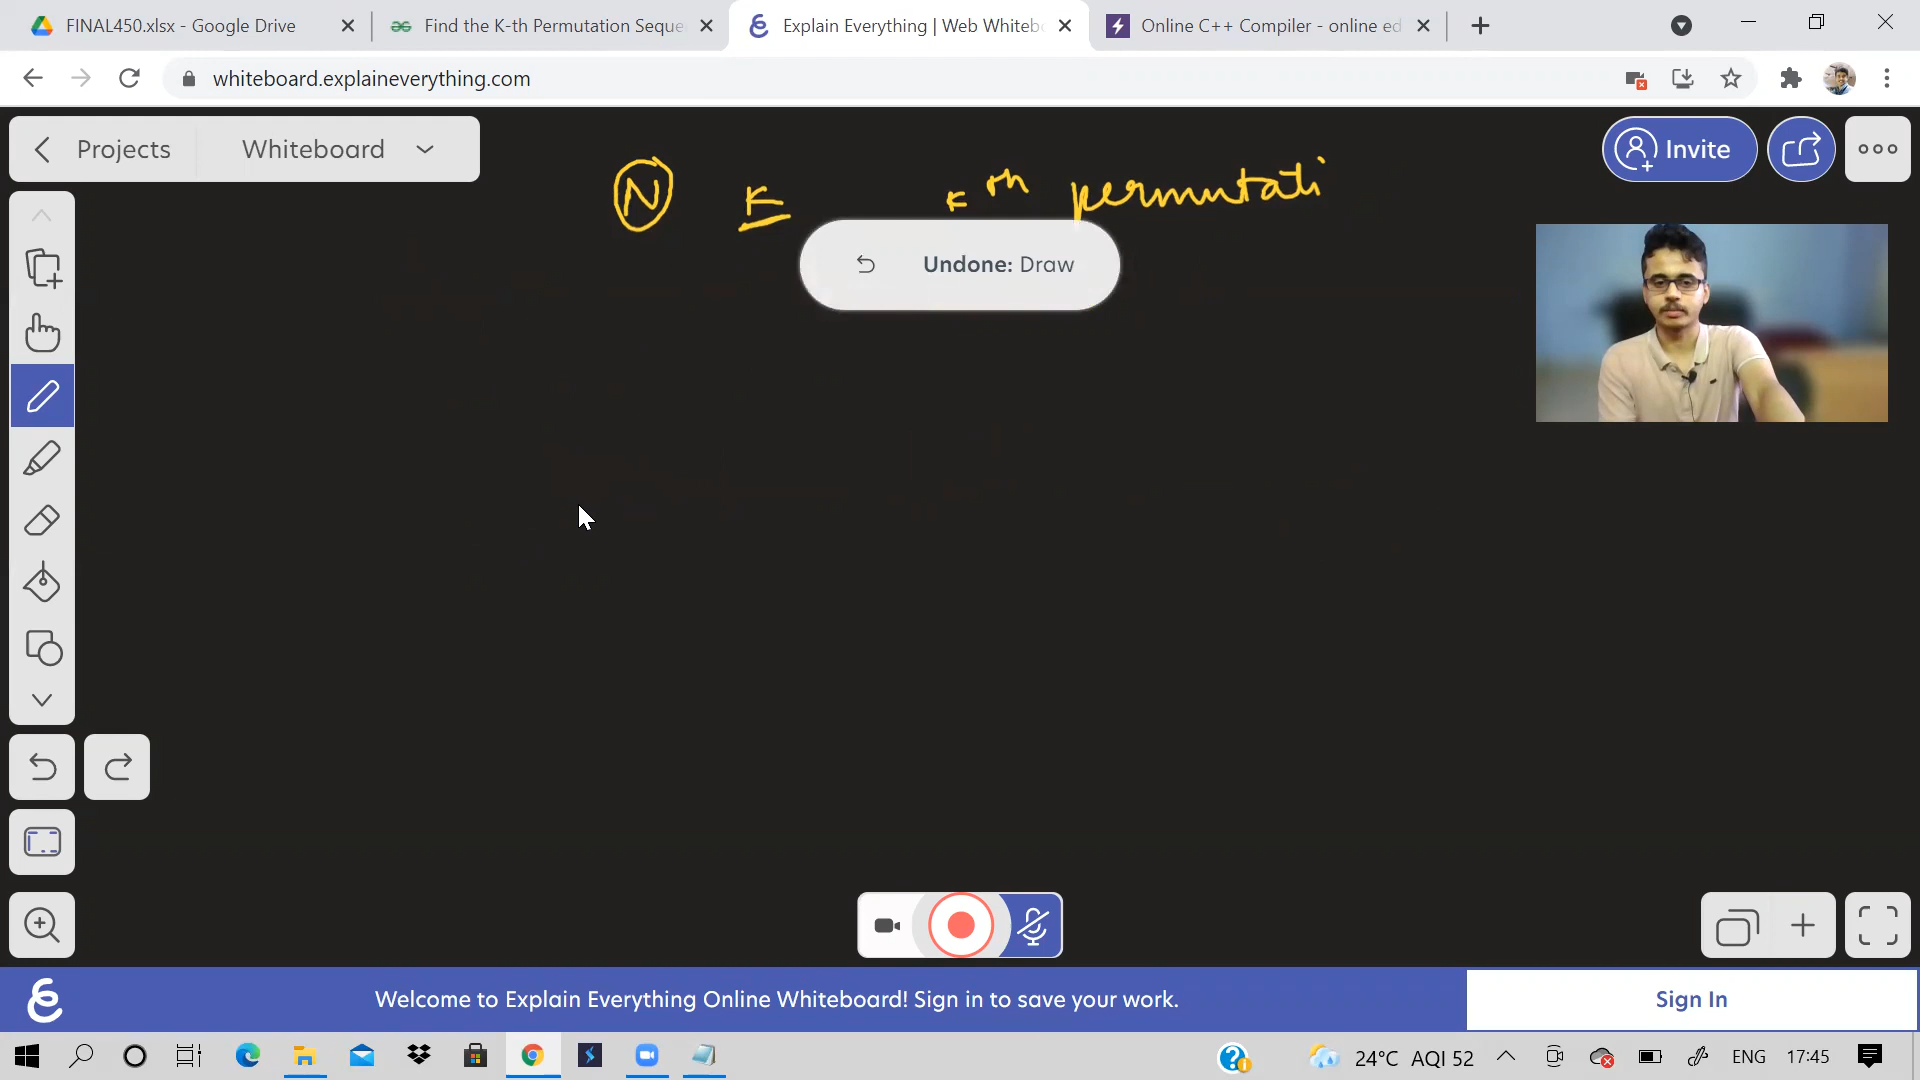 FINAL450.xlsx - Google Drive
Find the K-th Permutation Seque
Explain Everything | Web Whitebo
Online C++ Compiler - online ed
whiteboard.explaineverything.com
Projects
Whiteboard
Invite
N K Kth permutati
Undone: Draw
Welcome to Explain Everything Online Whiteboard! Sign in to save your work.
Sign In
24°C AQI 52
ENG
17:45